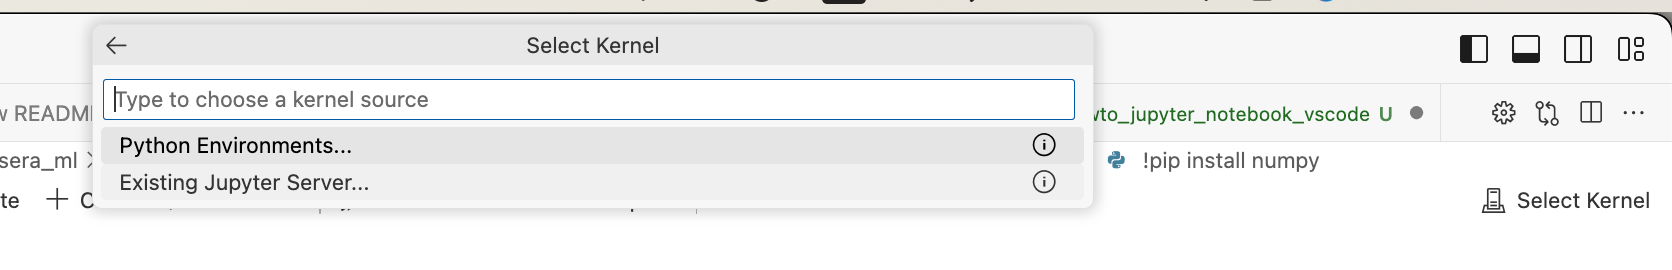 Select Kernel
Type to choose a kernel source
README
vto_jupyter_notebook_vscode U
Python Environments...
sera_ml
!pip install numpy
Existing Jupyter Server...
te
Select Kernel